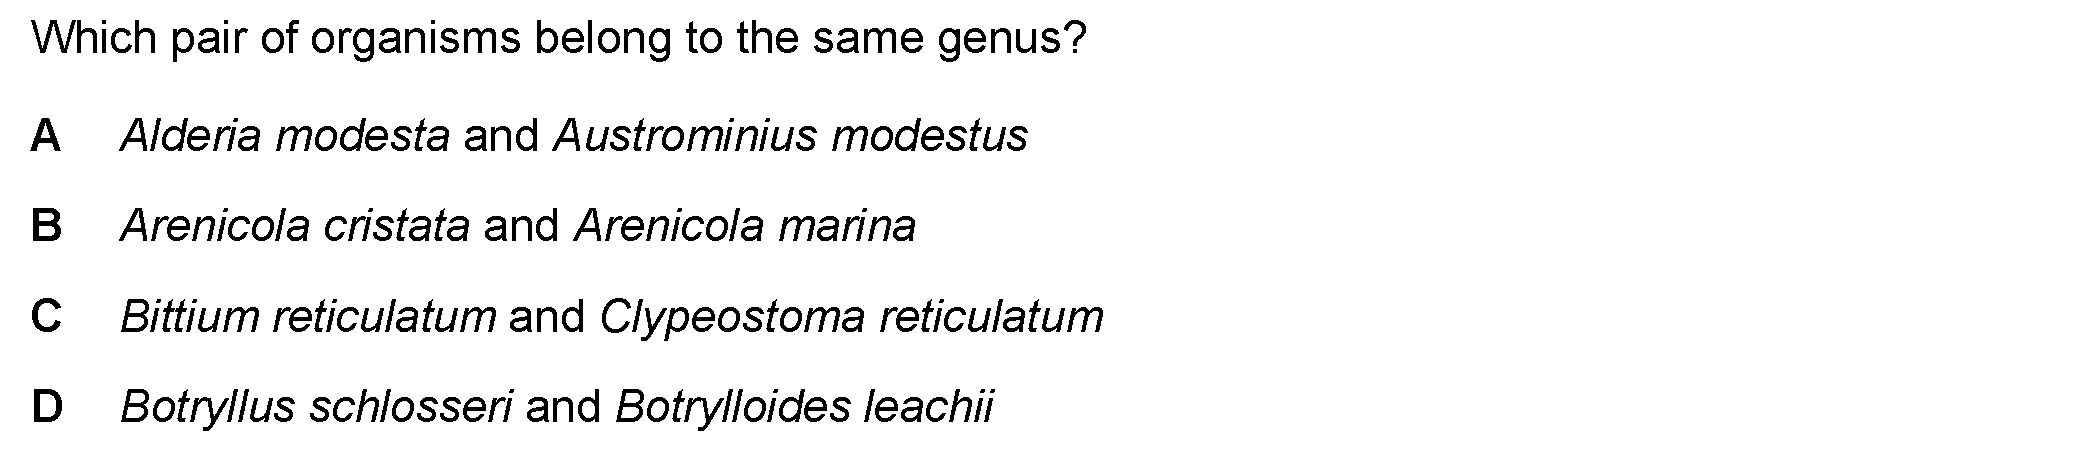 Which pair of organisms belong to the same genus?
A Alderia modesta and Austrominius modestus
B Arenicola cristata and Arenicola marina
C Bittium reticulatum and Clypeostoma reticulatum
D Botryllus schlosseri and Botrylloides leachii